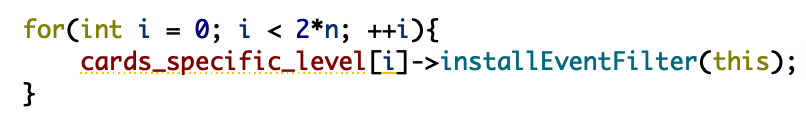 for(int i = 0; i < 2*n; ++i){
    cards_specific_level[i]->installEventFilter(this);
}